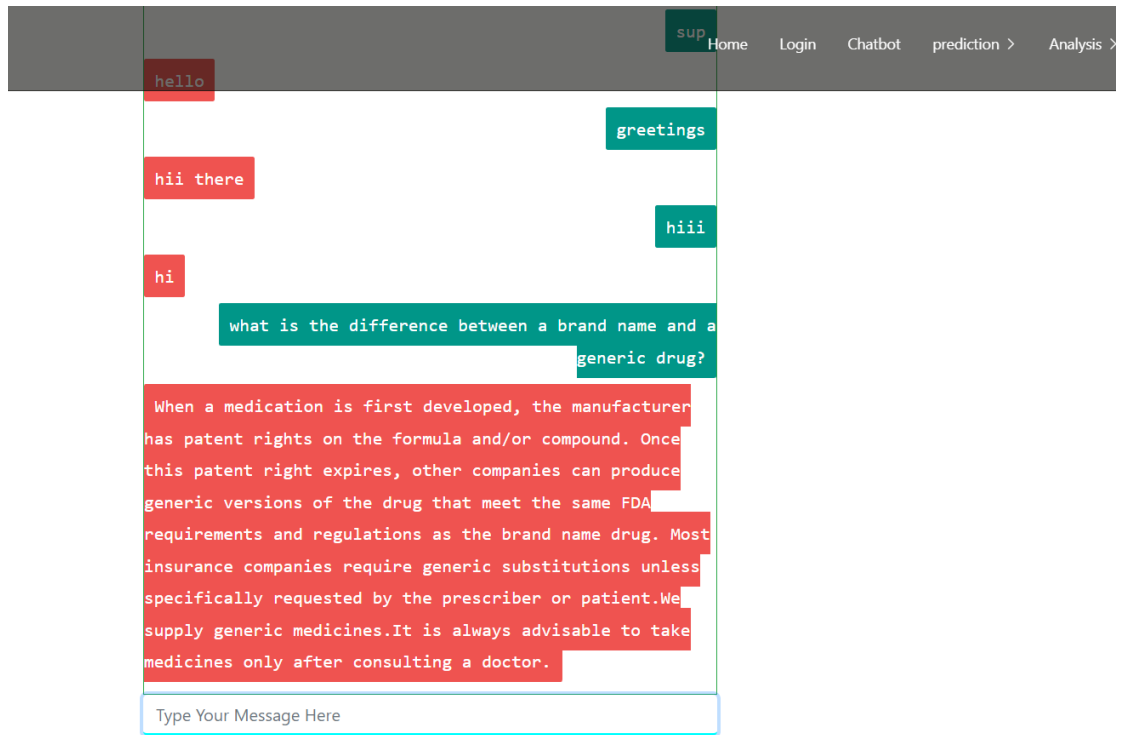 sup
Home Login Chatbot prediction > Analysis >
hello
greetings
hii there
hiii
hi
what is the difference between a brand name and a
generic drug?
When a medication is first developed, the manufacturer
has patent rights on the formula and/or compound. Once
this patent right expires, other companies can produce
generic versions of the drug that meet the same FDA
requirements and regulations as the brand name drug. Most
insurance companies require generic substitutions unless
specifically requested by the prescriber or patient.We
supply generic medicines.It is always advisable to take
medicines only after consulting a doctor.
Type Your Message Here